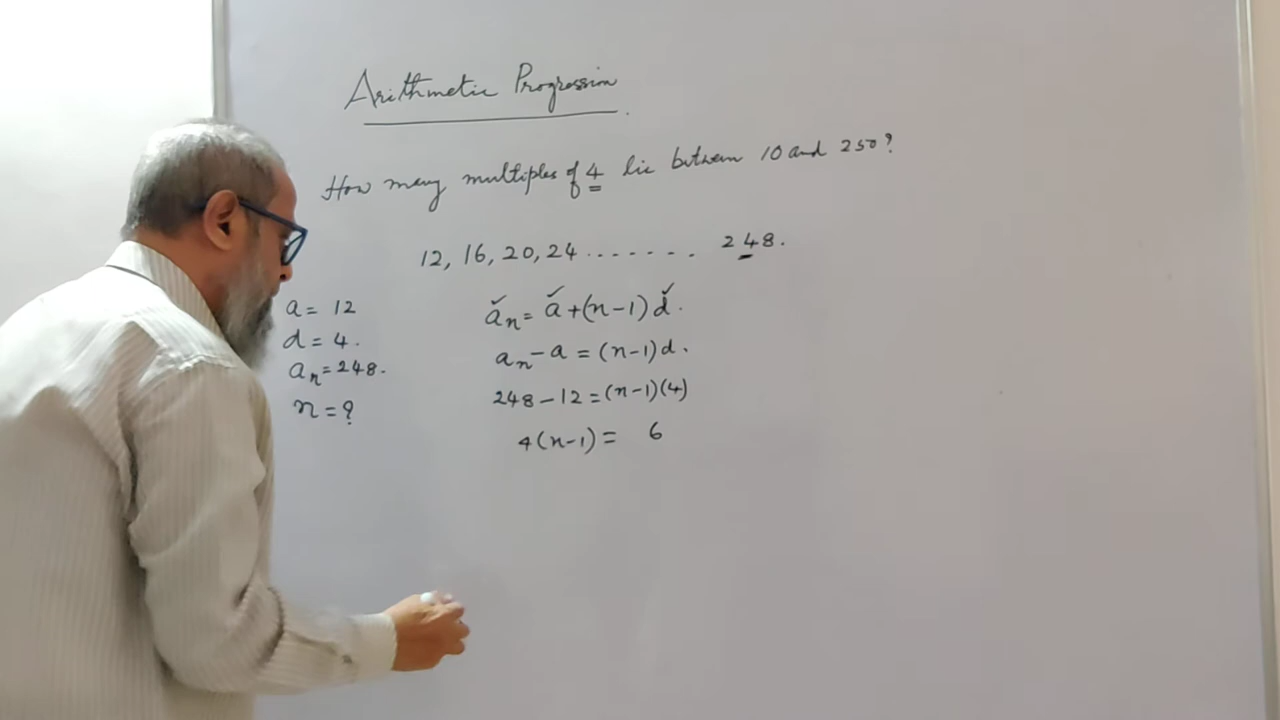 Arithmetic Progression.
How many multiples of 4 lie between 10 and 250?
12, 16, 20, 24 ....... 248.
a = 12
d = 4.
aₙ = 248.
n = ?
aₙ = a + (n-1) d.
aₙ - a = (n-1) d.
248 - 12 = (n-1)(4)
4(n-1) = 6